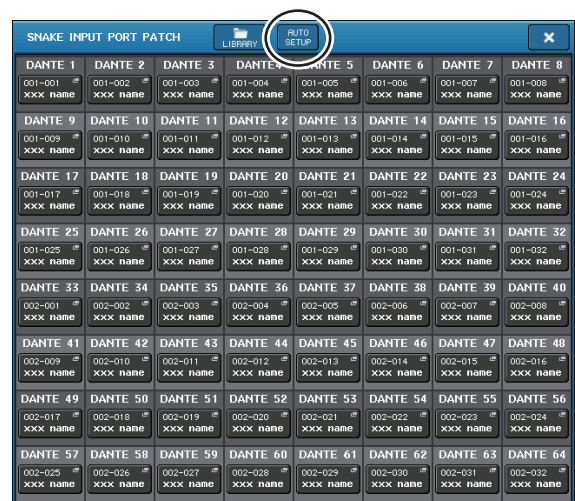 SNAKE INPUT PORT PATCH LIBRARY AUTO SETUP
DANTE 1 DANTE 2 DANTE 3 DANTE 4 DANTE 5 DANTE 6 DANTE 7 DANTE 8
001-001 001-002 001-003 001-004 001-005 001-006 001-007 001-008
xxx name xxx name xxx name xxx name xxx name xxx name xxx name xxx name
DANTE 9 DANTE 10 DANTE 11 DANTE 12 DANTE 13 DANTE 14 DANTE 15 DANTE 16
001-009 001-010 001-011 001-012 001-013 001-014 001-015 001-016
xxx name xxx name xxx name xxx name xxx name xxx name xxx name xxx name
DANTE 17 DANTE 18 DANTE 19 DANTE 20 DANTE 21 DANTE 22 DANTE 23 DANTE 24
001-017 001-018 001-019 001-020 001-021 001-022 001-023 001-024
xxx name xxx name xxx name xxx name xxx name xxx name xxx name xxx name
DANTE 25 DANTE 26 DANTE 27 DANTE 28 DANTE 29 DANTE 30 DANTE 31 DANTE 32
001-025 001-026 001-027 001-028 001-029 001-030 001-031 001-032
xxx name xxx name xxx name xxx name xxx name xxx name xxx name xxx name
DANTE 33 DANTE 34 DANTE 35 DANTE 36 DANTE 37 DANTE 38 DANTE 39 DANTE 40
002-001 002-002 002-003 002-004 002-005 002-006 002-007 002-008
xxx name xxx name xxx name xxx name xxx name xxx name xxx name xxx name
DANTE 41 DANTE 42 DANTE 43 DANTE 44 DANTE 45 DANTE 46 DANTE 47 DANTE 48
002-009 002-010 002-011 002-012 002-013 002-014 002-015 002-016
xxx name xxx name xxx name xxx name xxx name xxx name xxx name xxx name
DANTE 49 DANTE 50 DANTE 51 DANTE 52 DANTE 53 DANTE 54 DANTE 55 DANTE 56
002-017 002-018 002-019 002-020 002-021 002-022 002-023 002-024
xxx name xxx name xxx name xxx name xxx name xxx name xxx name xxx name
DANTE 57 DANTE 58 DANTE 59 DANTE 60 DANTE 61 DANTE 62 DANTE 63 DANTE 64
002-025 002-026 002-027 002-028 002-029 002-030 002-031 002-032
xxx name xxx name xxx name xxx name xxx name xxx name xxx name xxx name